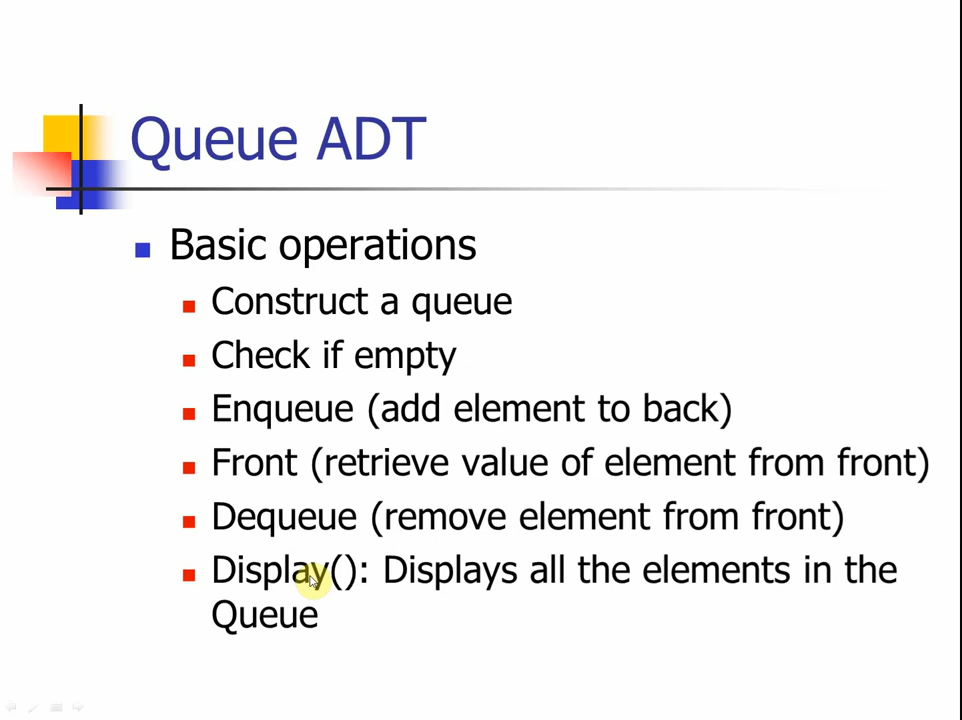 Queue ADT
Basic operations
Construct a queue
Check if empty
Enqueue (add element to back)
Front (retrieve value of element from front)
Dequeue (remove element from front)
Display(): Displays all the elements in the
Queue